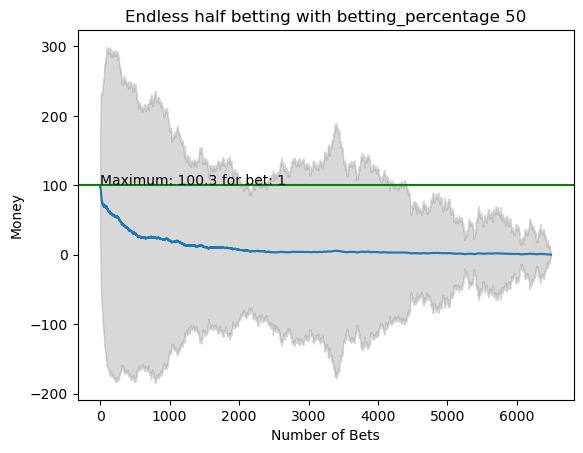 Endless half betting with betting_percentage 50
300
200
Maximum: 100.3 for bet: 1
100
0
-100
−200
Money
0 1000 2000 3000 4000 5000 6000
Number of Bets